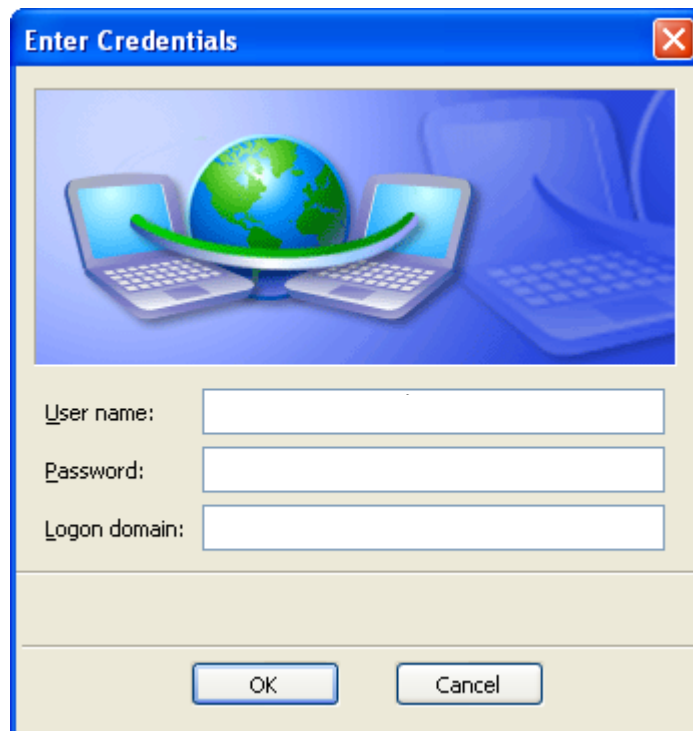 Enter Credentials
User name:
Password:
Logon domain:
OK
Cancel